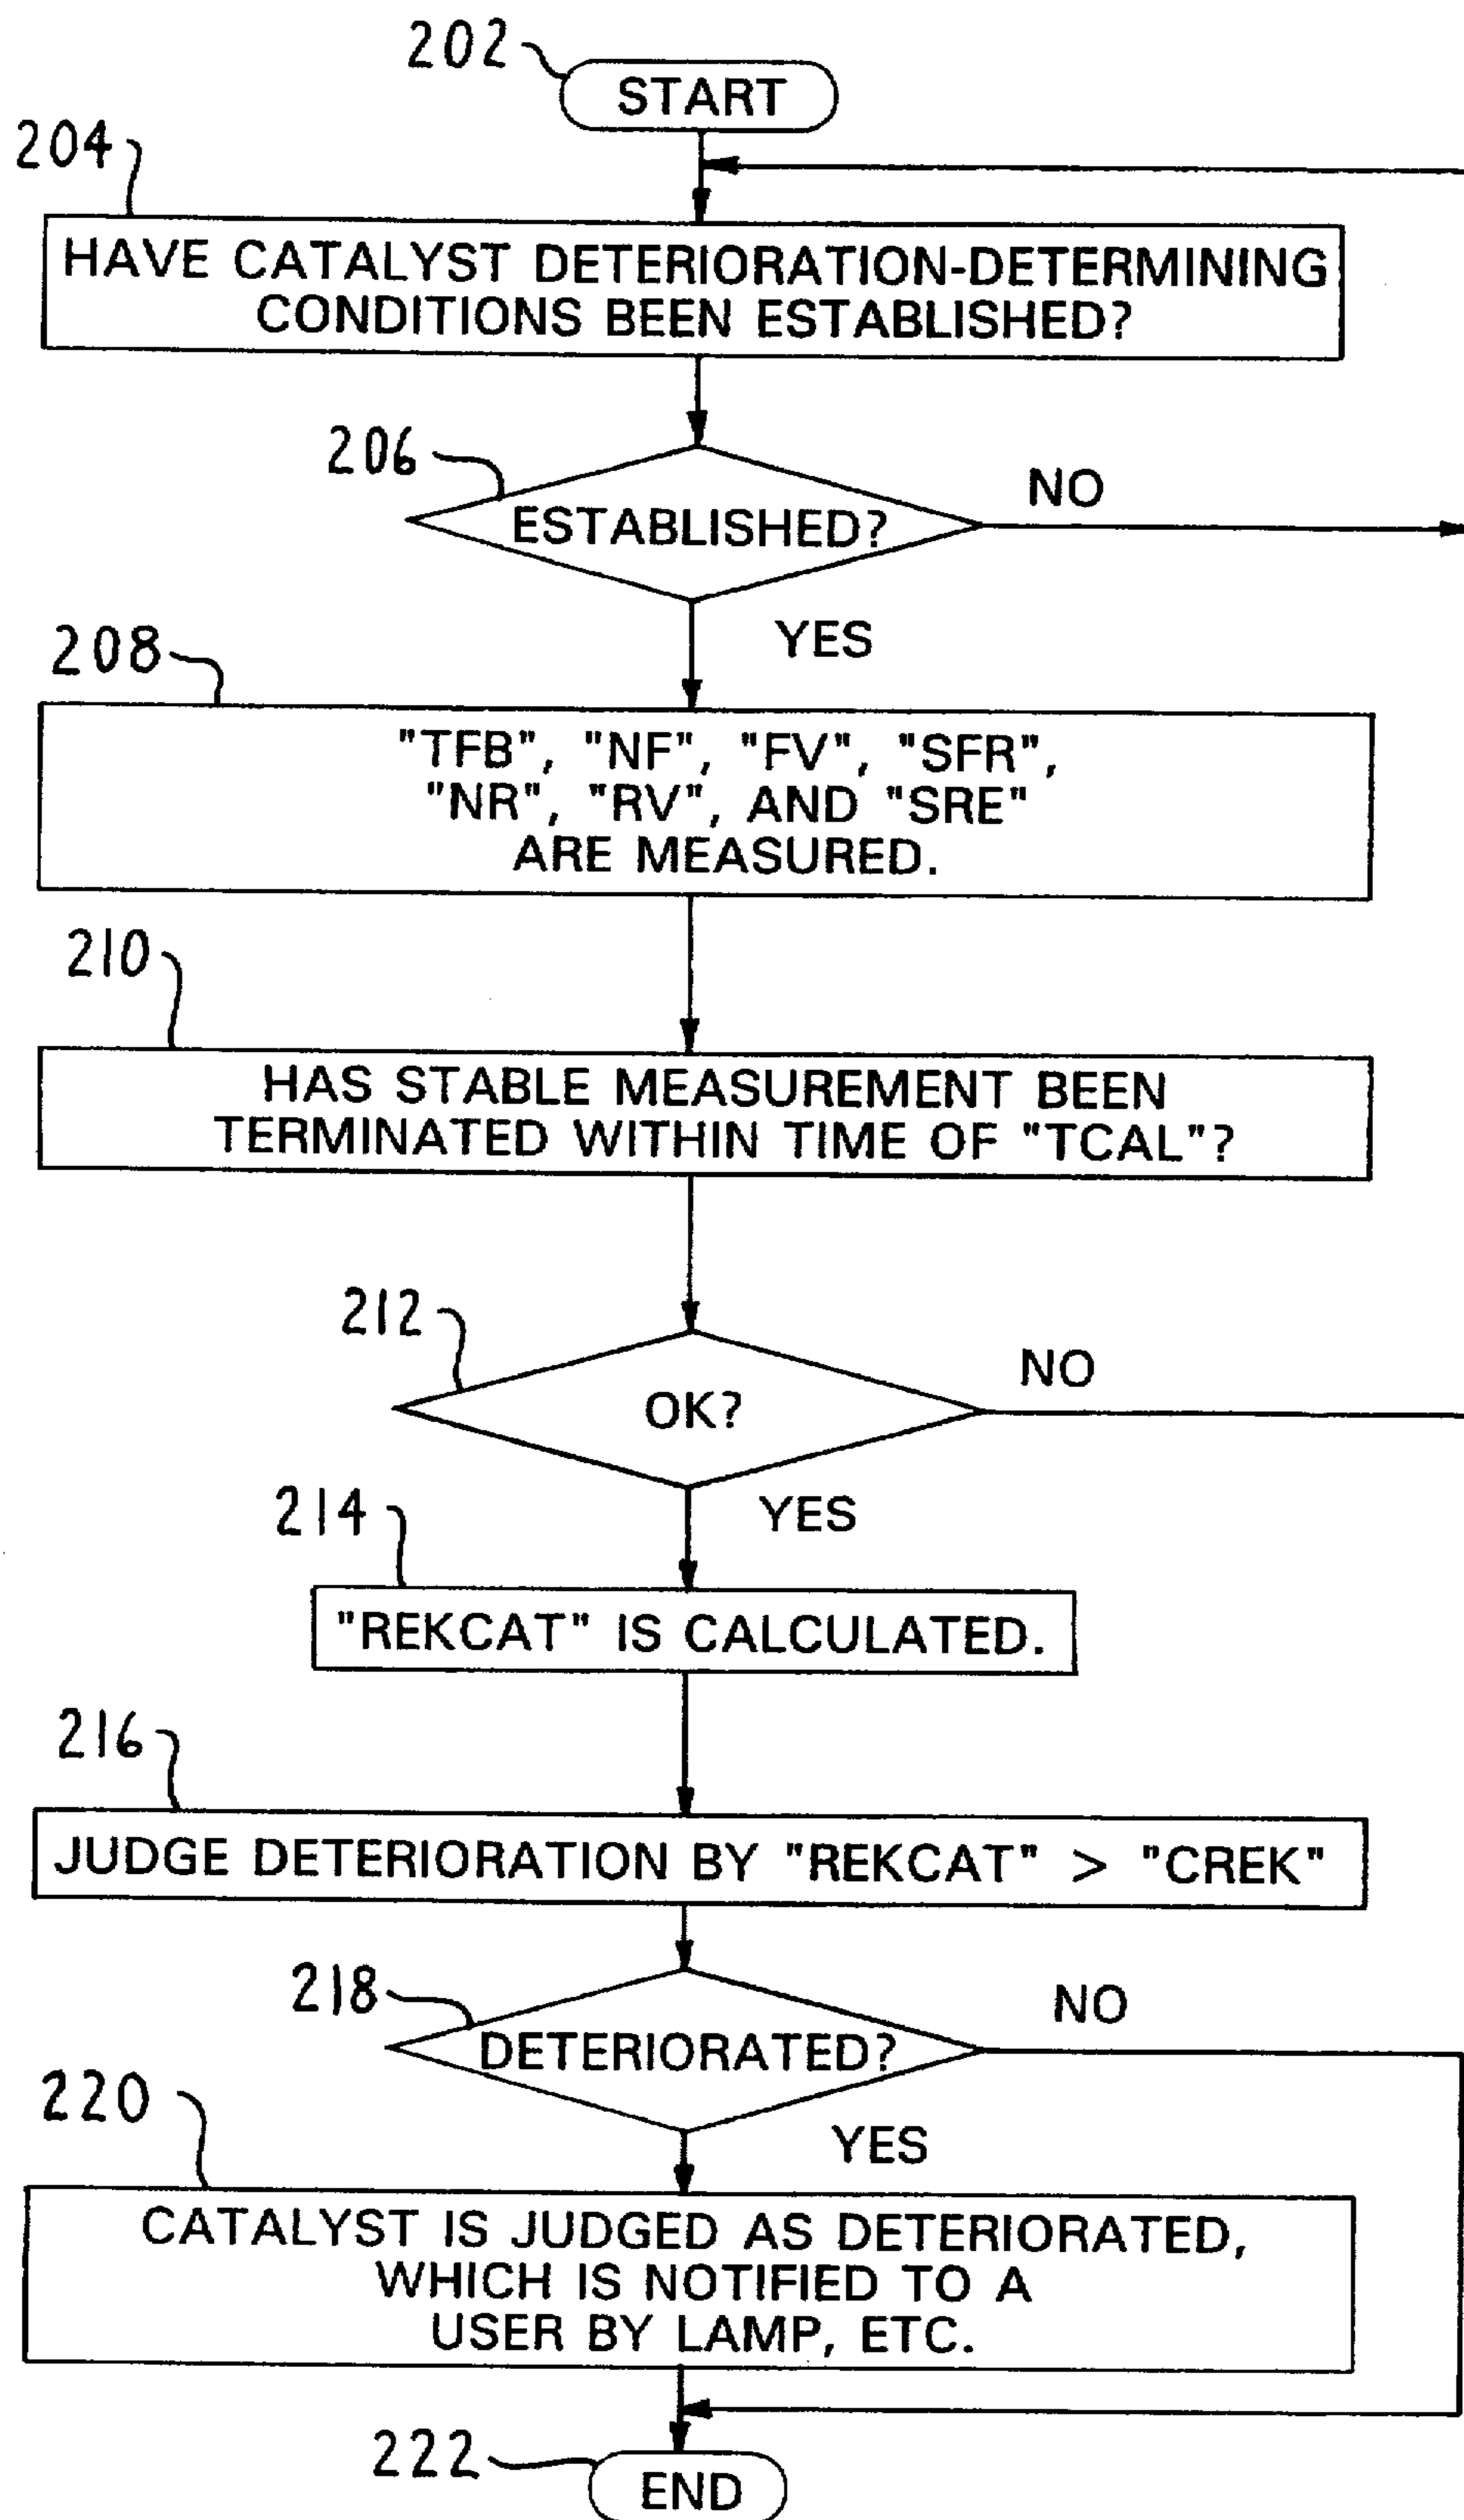 202
START
204
HAVE CATALYST DETERIORATION-DETERMINING
CONDITIONS BEEN ESTABLISHED?
206
ESTABLISHED?
NO
YES
208
"TFB", "NF", "FV", "SFR",
"NR", "RV", AND "SRE"
ARE MEASURED.
210
HAS STABLE MEASUREMENT BEEN
TERMINATED WITHIN TIME OF "TCAL"?
212
OK?
NO
YES
214
"REKCAT" IS CALCULATED.
216
JUDGE DETERIORATION BY "REKCAT" > "CREK"
218
DETERIORATED?
NO
YES
220
CATALYST IS JUDGED AS DETERIORATED,
WHICH IS NOTIFIED TO A
USER BY LAMP, ETC.
222
END